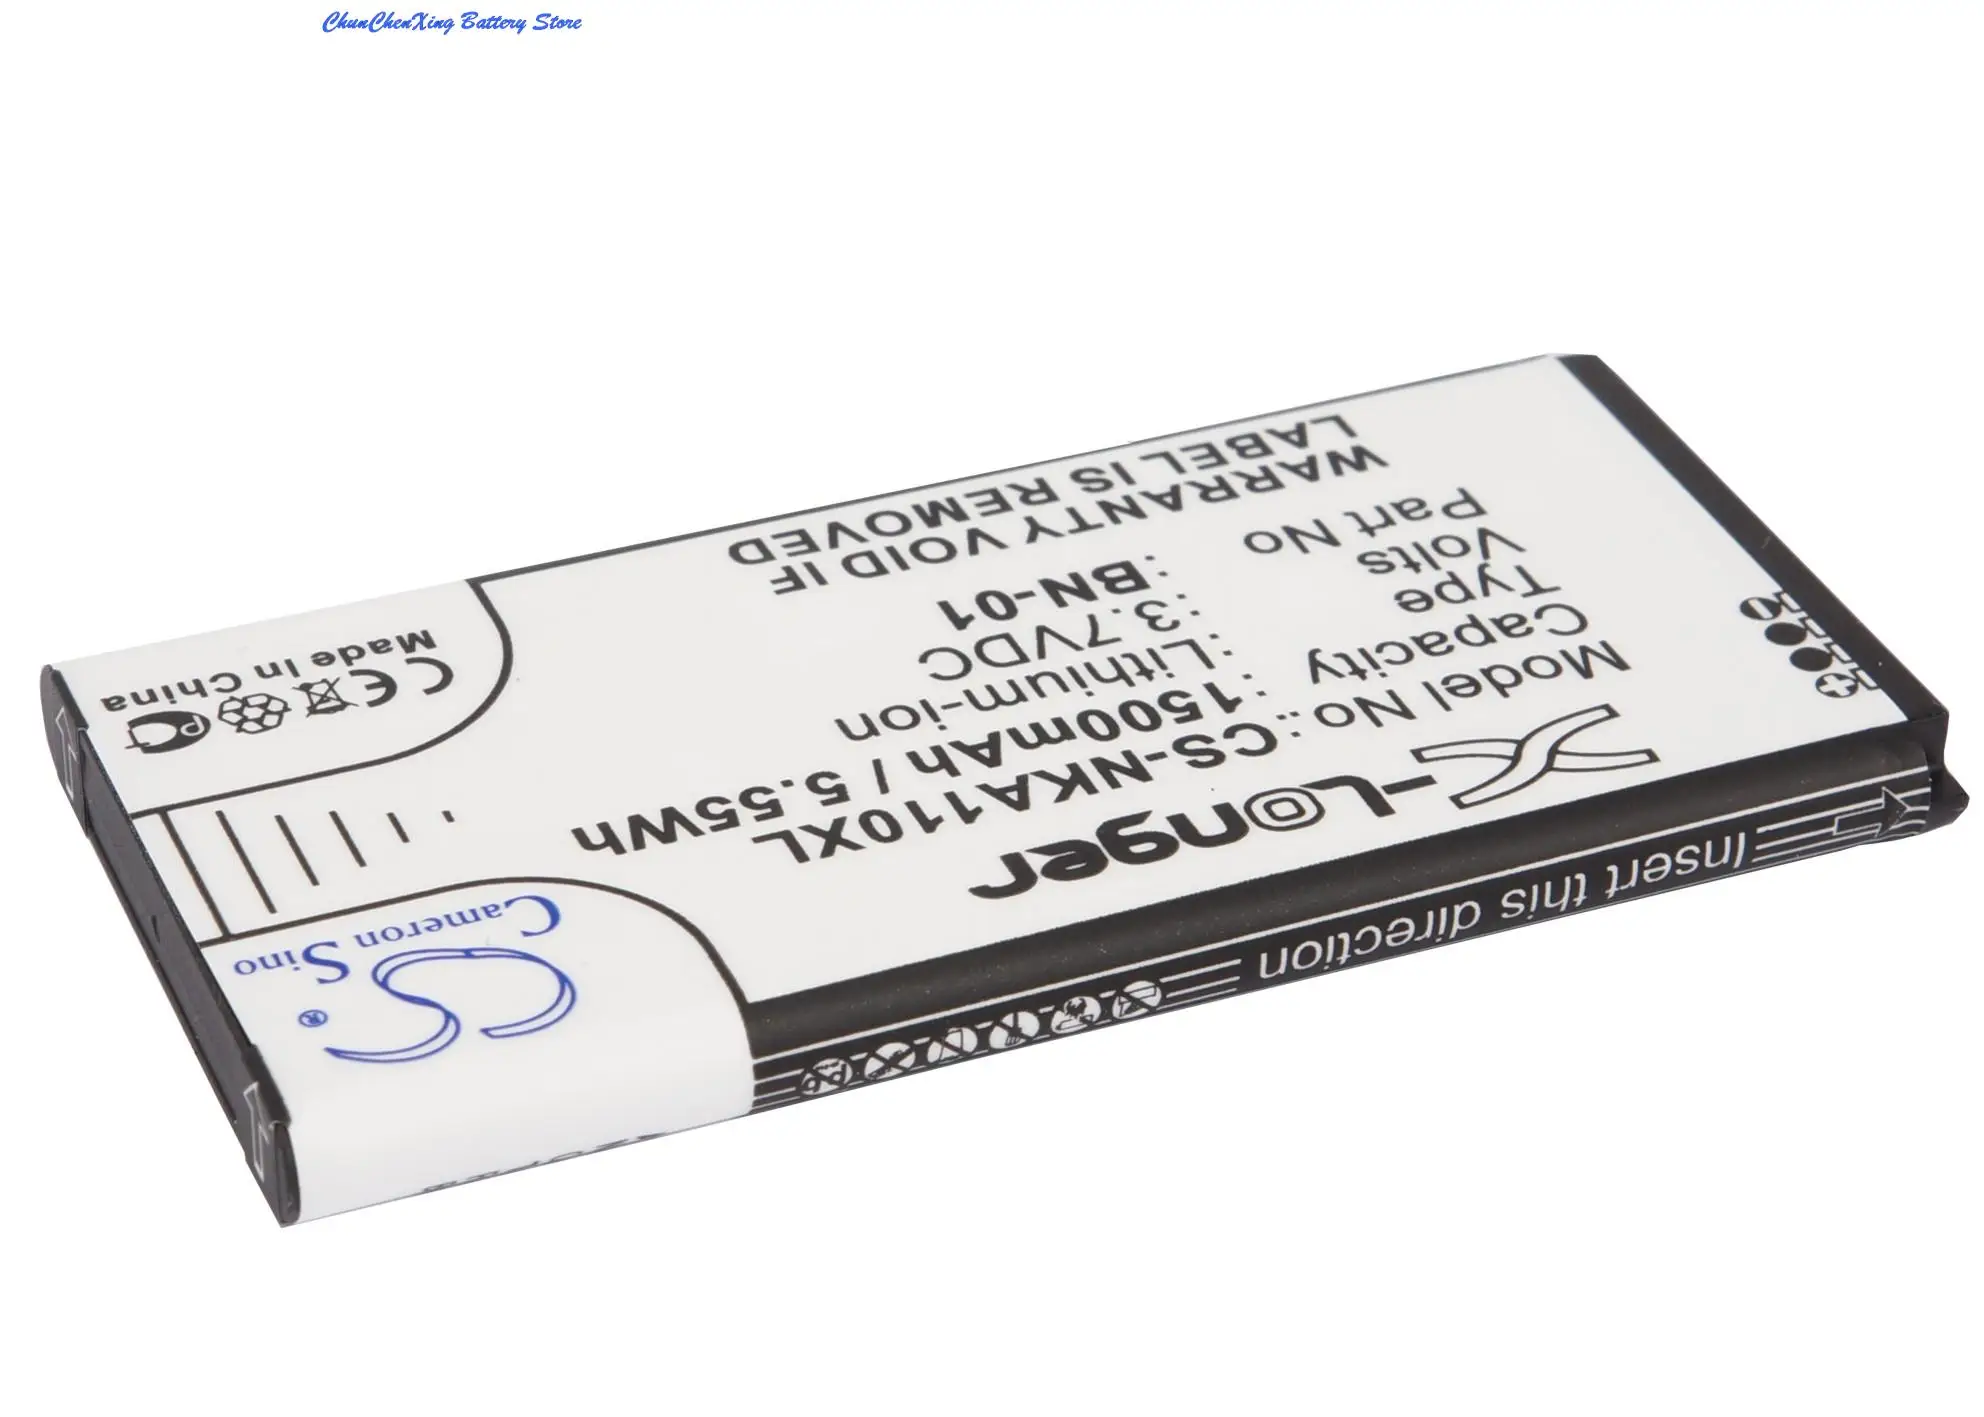 ChunChenXing Battery Store
X-Longer
Model No.: CS-NKA110XL
Capacity : 1500mAh / 5.55Wh
Type : Lithium-ion
Volts : 3.7VDC
Part No : BN-01
WARRANTY VOID IF
LABEL IS REMOVED
Cameron Sino
CS ®
CE
Made In China
Insert this direction